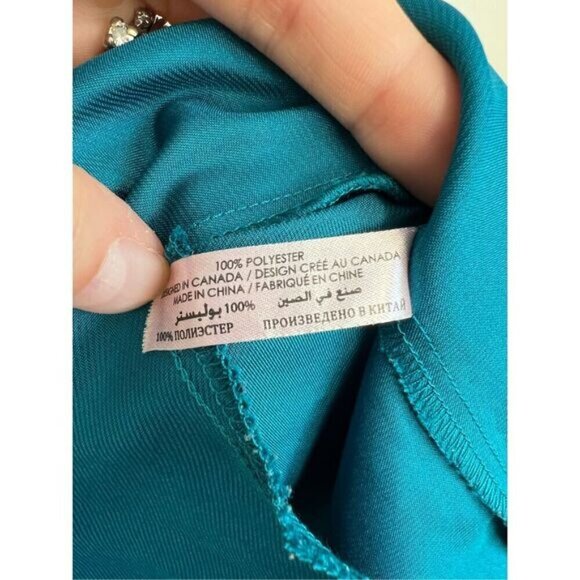 100% POLYESTER
DESIGNED IN CANADA / DESIGN CRÉÉ AU CANADA
MADE IN CHINA / FABRIQUÉ EN CHINE
100% بوليستر صنع في الصين
100% ПОЛИЭСТЕР ПРОИЗВЕДЕНО В КИТАЙ